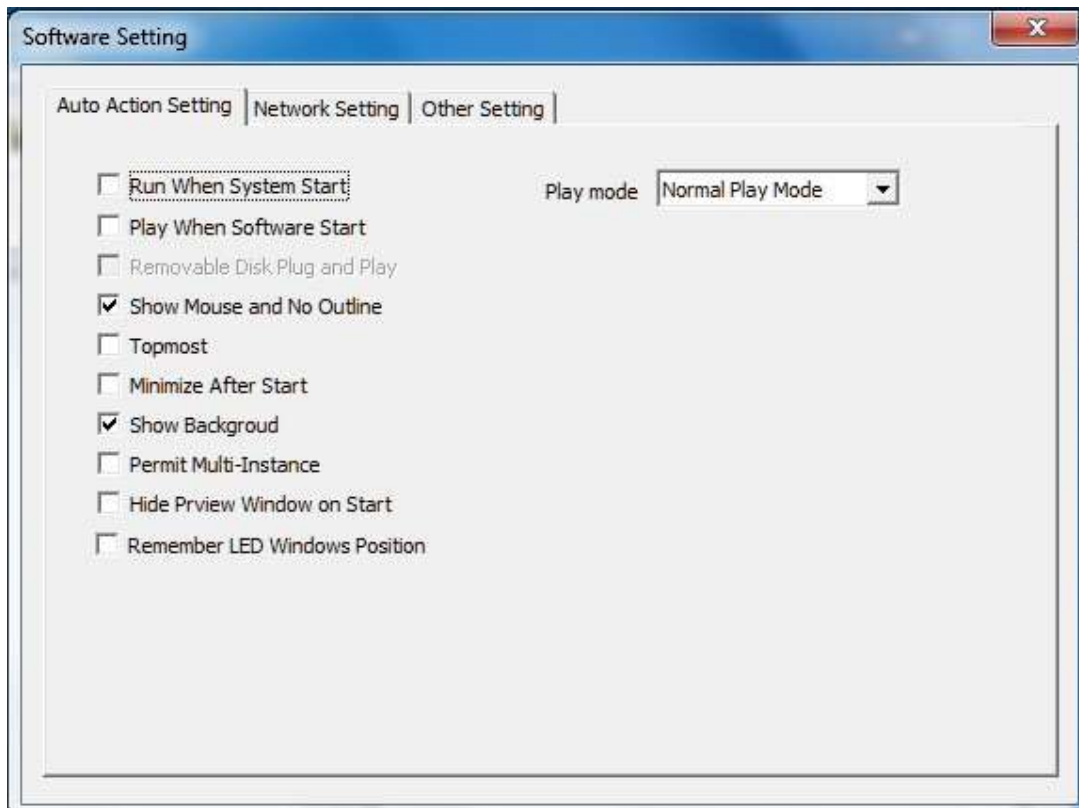 Software Setting
Auto Action Setting
Network Setting
Other Setting
Run When System Start
Play mode
Normal Play Mode
Play When Software Start
Removable Disk Plug and Play
Show Mouse and No Outline
Topmost
Minimize After Start
Show Backgroud
Permit Multi-Instance
Hide Prview Window on Start
Remember LED Windows Position